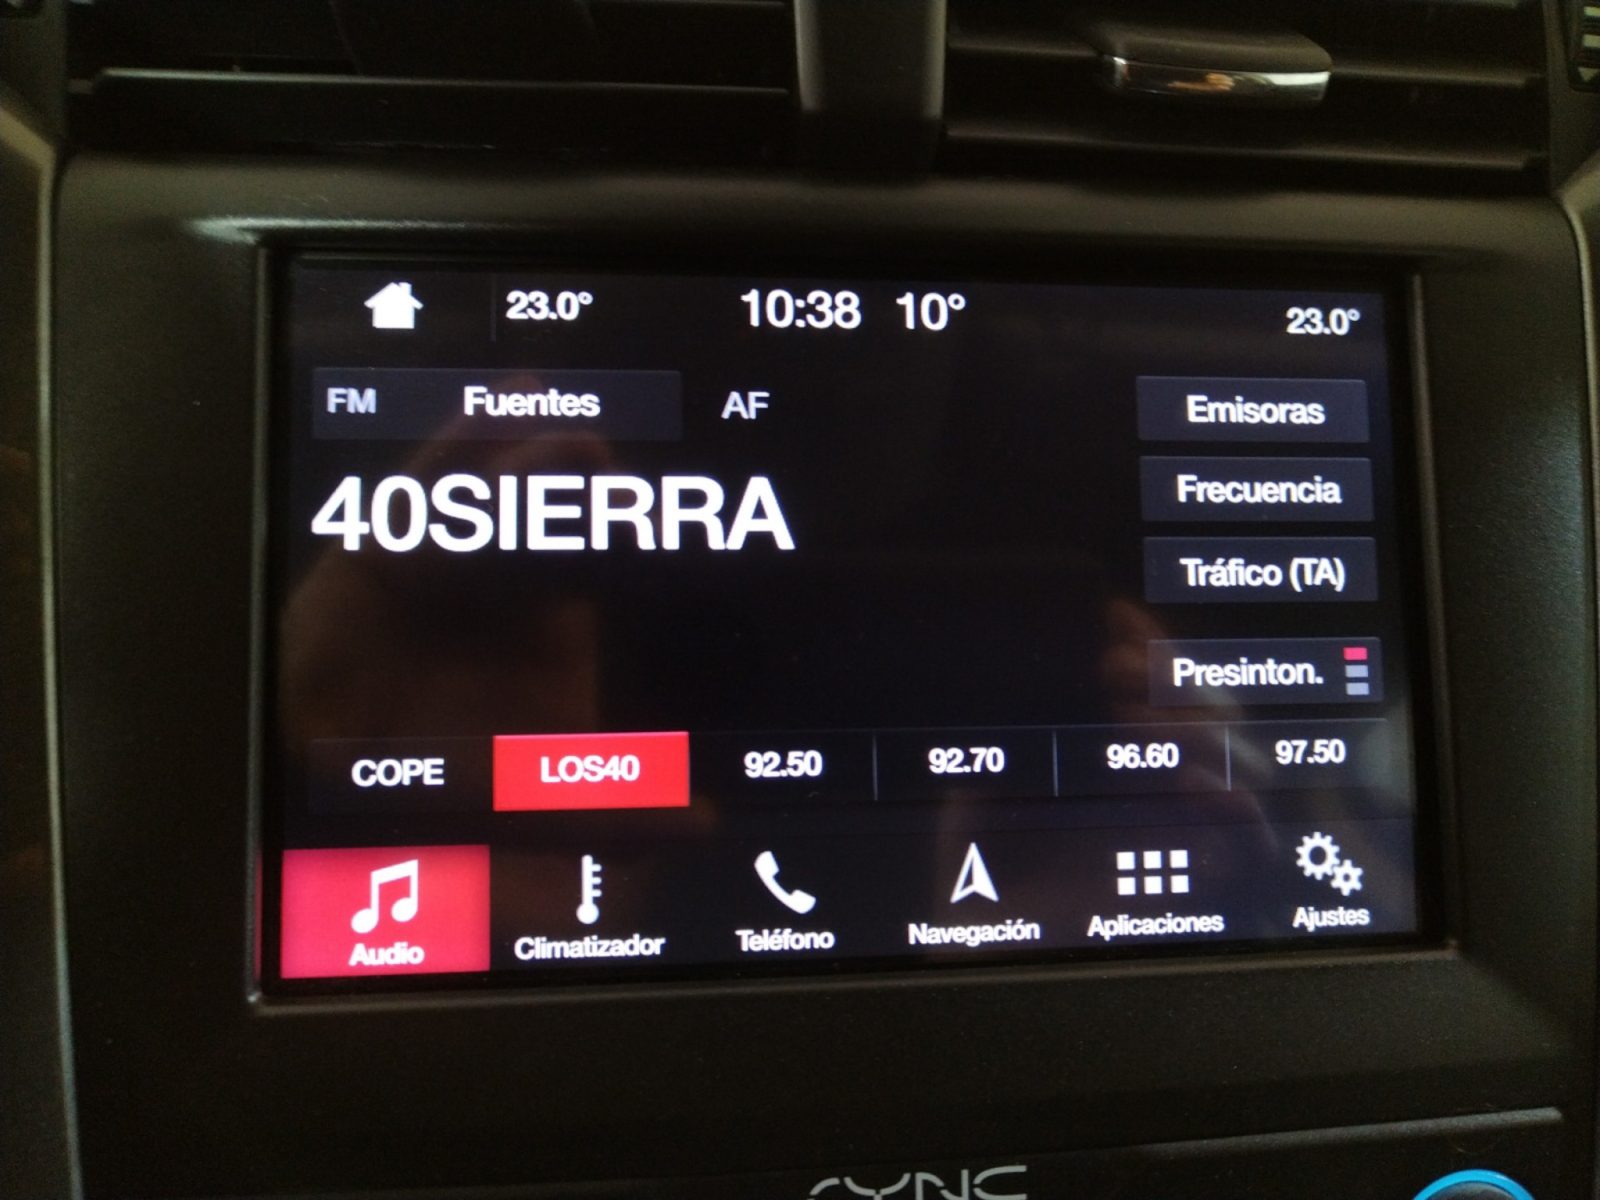 23.0° 10:38 10° 23.0°
FM Fuentes AF Emisoras
40SIERRA
Frecuencia
Tráfico (TA)
Presinton.
COPE LOS40 92.50 92.70 96.60 97.50
Audio Climatizador Teléfono Navegación Aplicaciones Ajustes
SYNC